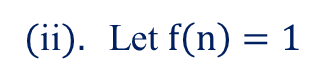 (ii). Let f(n) = 1